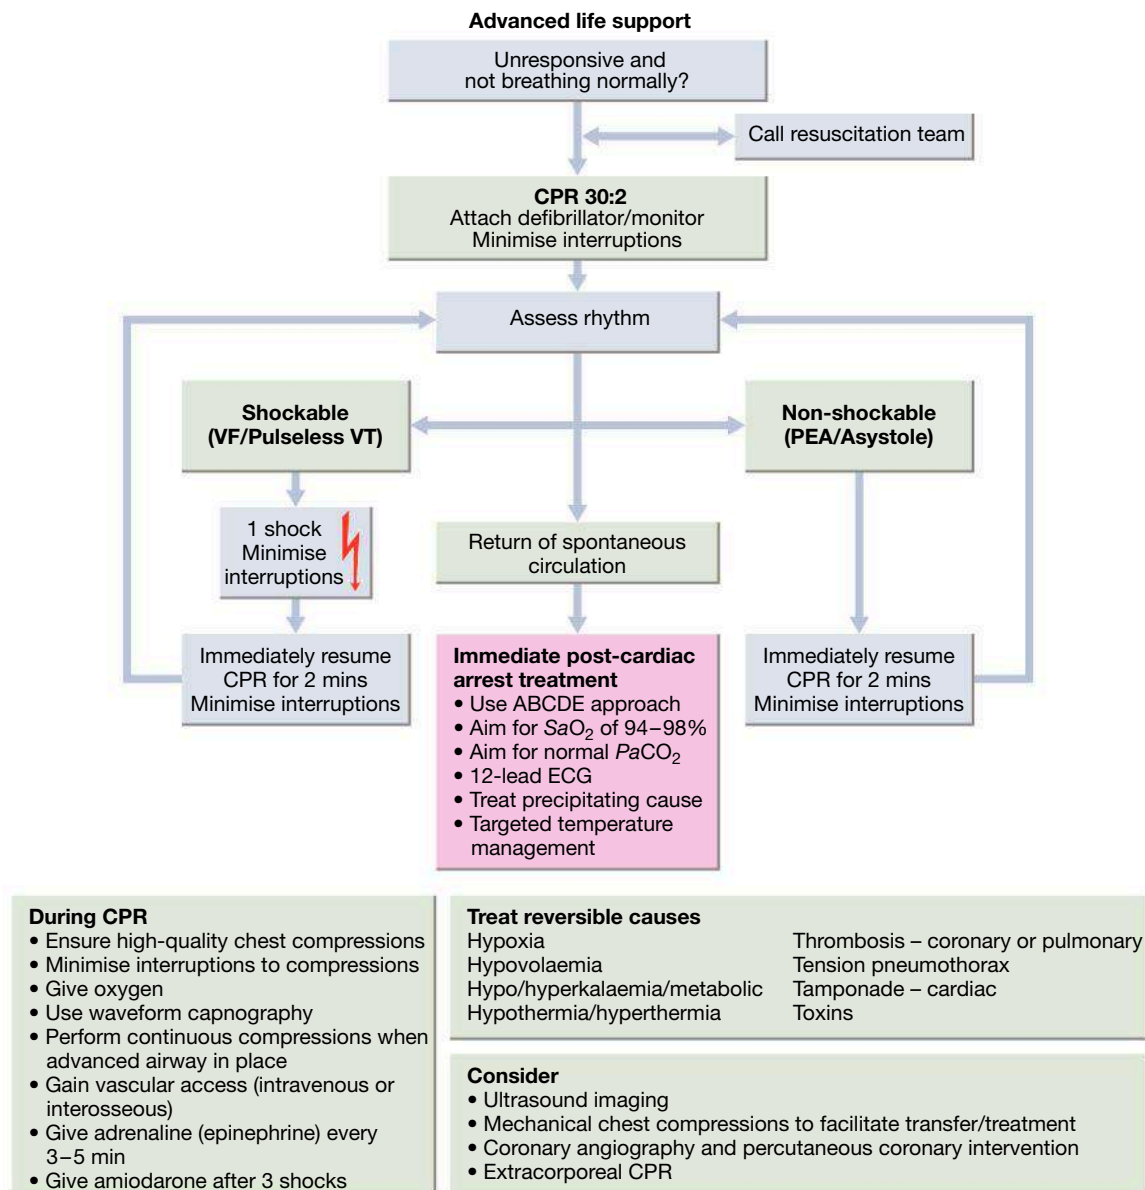 Advanced life support
Unresponsive and
not breathing normally?
Call resuscitation team
CPR 30:2
Attach defibrillator/monitor
Minimise interruptions
Assess rhythm
Shockable
(VF/Pulseless VT)
Non-shockable
(PEA/Asystole)
1 shock
Minimise
interruptions
Return of spontaneous
circulation
Immediately resume
CPR for 2 mins
Minimise interruptions
Immediate post-cardiac
arrest treatment
• Use ABCDE approach
• Aim for SaO₂ of 94–98%
• Aim for normal PaCO₂
• 12-lead ECG
• Treat precipitating cause
• Targeted temperature
management
Immediately resume
CPR for 2 mins
Minimise interruptions
During CPR
• Ensure high-quality chest compressions
• Minimise interruptions to compressions
• Give oxygen
• Use waveform capnography
• Perform continuous compressions when
advanced airway in place
• Gain vascular access (intravenous or
interosseous)
• Give adrenaline (epinephrine) every
3–5 min
• Give amiodarone after 3 shocks
Treat reversible causes
Hypoxia
Hypovolaemia
Hypo/hyperkalaemia/metabolic
Hypothermia/hyperthermia
Thrombosis – coronary or pulmonary
Tension pneumothorax
Tamponade – cardiac
Toxins
Consider
• Ultrasound imaging
• Mechanical chest compressions to facilitate transfer/treatment
• Coronary angiography and percutaneous coronary intervention
• Extracorporeal CPR